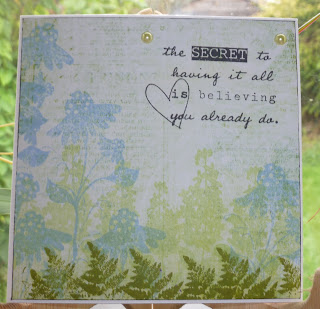 the SECRET to
having it all
is believing
you already do.